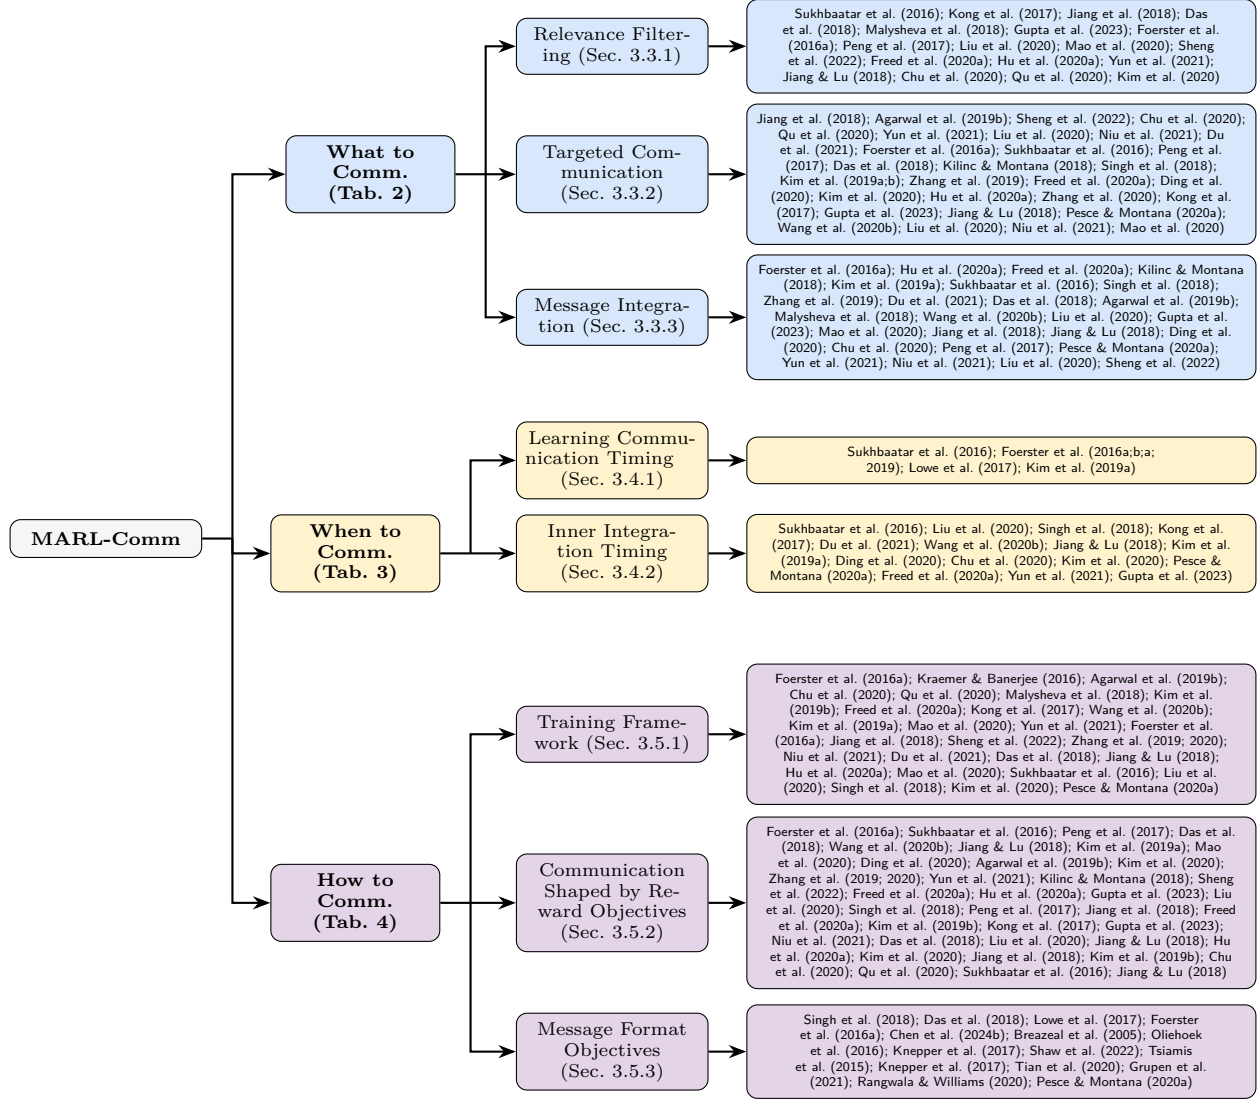 MARL-Comm
What to
Comm.
(Tab. 2)
Relevance Filter-
ing (Sec. 3.3.1)
Sukhbaatar et al. (2016); Kong et al. (2017); Jiang et al. (2018); Das
et al. (2018); Malysheva et al. (2018); Gupta et al. (2023); Foerster et al.
(2016a); Peng et al. (2017); Liu et al. (2020); Mao et al. (2020); Sheng
et al. (2022); Freed et al. (2020a); Hu et al. (2020a); Yun et al. (2021);
Jiang & Lu (2018); Chu et al. (2020); Qu et al. (2020); Kim et al. (2020)
Targeted Com-
munication
(Sec. 3.3.2)
Jiang et al. (2018); Agarwal et al. (2019b); Sheng et al. (2022); Chu et al. (2020);
Qu et al. (2020); Yun et al. (2021); Liu et al. (2020); Niu et al. (2021); Du
et al. (2021); Foerster et al. (2016a); Sukhbaatar et al. (2016); Peng et al.
(2017); Das et al. (2018); Kilinc & Montana (2018); Singh et al. (2018);
Kim et al. (2019a;b); Zhang et al. (2019); Freed et al. (2020a); Ding et al.
(2020); Kim et al. (2020); Hu et al. (2020a); Zhang et al. (2020); Kong et al.
(2017); Gupta et al. (2023); Jiang & Lu (2018); Pesce & Montana (2020a);
Wang et al. (2020b); Liu et al. (2020); Niu et al. (2021); Mao et al. (2020)
Message Integra-
tion (Sec. 3.3.3)
Foerster et al. (2016a); Hu et al. (2020a); Freed et al. (2020a); Kilinc & Montana
(2018); Kim et al. (2019a); Sukhbaatar et al. (2016); Singh et al. (2018);
Zhang et al. (2019); Du et al. (2021); Das et al. (2018); Agarwal et al. (2019b);
Malysheva et al. (2018); Wang et al. (2020b); Liu et al. (2020); Gupta et al.
(2023); Mao et al. (2020); Jiang et al. (2018); Jiang & Lu (2018); Ding et al.
(2020); Chu et al. (2020); Peng et al. (2017); Pesce & Montana (2020a);
Yun et al. (2021); Niu et al. (2021); Liu et al. (2020); Sheng et al. (2022)
When to
Comm.
(Tab. 3)
Learning Commu-
nication Timing
(Sec. 3.4.1)
Sukhbaatar et al. (2016); Foerster et al. (2016a;b;a;
2019); Lowe et al. (2017); Kim et al. (2019a)
Inner Integra-
tion Timing
(Sec. 3.4.2)
Sukhbaatar et al. (2016); Liu et al. (2020); Singh et al. (2018); Kong et al.
(2017); Du et al. (2021); Wang et al. (2020b); Jiang & Lu (2018); Kim et al.
(2019a); Ding et al. (2020); Chu et al. (2020); Kim et al. (2020); Pesce &
Montana (2020a); Freed et al. (2020a); Yun et al. (2021); Gupta et al. (2023)
How to
Comm.
(Tab. 4)
Training Frame-
work (Sec. 3.5.1)
Foerster et al. (2016a); Kraemer & Banerjee (2016); Agarwal et al. (2019b);
Chu et al. (2020); Qu et al. (2020); Malysheva et al. (2018); Kim et al.
(2019b); Freed et al. (2020a); Kong et al. (2017); Wang et al. (2020b);
Kim et al. (2019a); Mao et al. (2020); Yun et al. (2021); Foerster et al.
(2016a); Jiang et al. (2018); Sheng et al. (2022); Zhang et al. (2019; 2020);
Niu et al. (2021); Du et al. (2021); Das et al. (2018); Jiang & Lu (2018);
Hu et al. (2020a); Mao et al. (2020); Sukhbaatar et al. (2016); Liu et al.
(2020); Singh et al. (2018); Kim et al. (2020); Pesce & Montana (2020a)
Communication
Shaped by Re-
ward Objectives
(Sec. 3.5.2)
Foerster et al. (2016a); Sukhbaatar et al. (2016); Peng et al. (2017); Das et al.
(2018); Wang et al. (2020b); Jiang & Lu (2018); Kim et al. (2019a); Mao
et al. (2020); Ding et al. (2020); Agarwal et al. (2019b); Kim et al. (2020);
Zhang et al. (2019; 2020); Yun et al. (2021); Kilinc & Montana (2018); Sheng
et al. (2022); Freed et al. (2020a); Hu et al. (2020a); Gupta et al. (2023); Liu
et al. (2020); Singh et al. (2018); Peng et al. (2017); Jiang et al. (2018); Freed
et al. (2020a); Kim et al. (2019b); Kong et al. (2017); Gupta et al. (2023);
Niu et al. (2021); Das et al. (2018); Liu et al. (2020); Jiang & Lu (2018); Hu
et al. (2020a); Kim et al. (2020); Jiang et al. (2018); Kim et al. (2019b); Chu
et al. (2020); Qu et al. (2020); Sukhbaatar et al. (2016); Jiang & Lu (2018)
Message Format
Objectives
(Sec. 3.5.3)
Singh et al. (2018); Das et al. (2018); Lowe et al. (2017); Foerster
et al. (2016a); Chen et al. (2024b); Breazeal et al. (2005); Oliehoek
et al. (2016); Knepper et al. (2017); Shaw et al. (2022); Tsiamis
et al. (2015); Knepper et al. (2017); Tian et al. (2020); Grupen et al.
(2021); Rangwala & Williams (2020); Pesce & Montana (2020a)